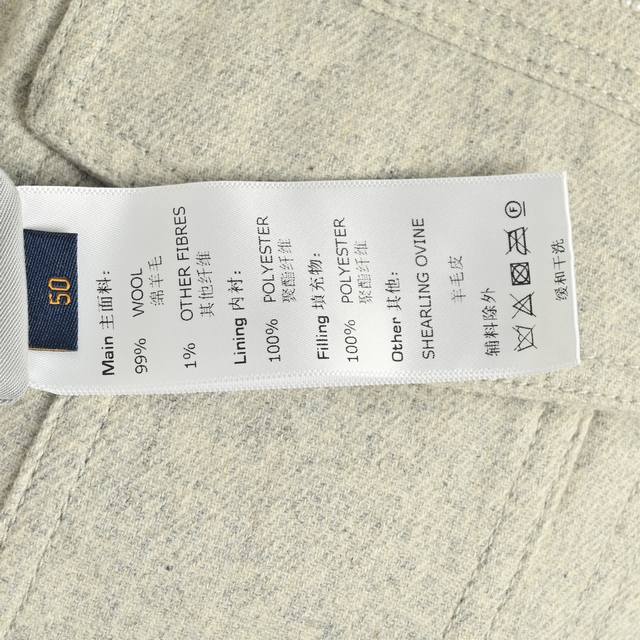 50
Main 主面料:
99% WOOL
绵羊毛
1% OTHER FIBRES
其他纤维
Lining 内衬:
100% POLYESTER
聚酯纤维
Filling 填充物:
100% POLYESTER
聚酯纤维
Other 其他:
SHEARLING OVINE
羊毛皮
辅料除外
F
缓和干洗